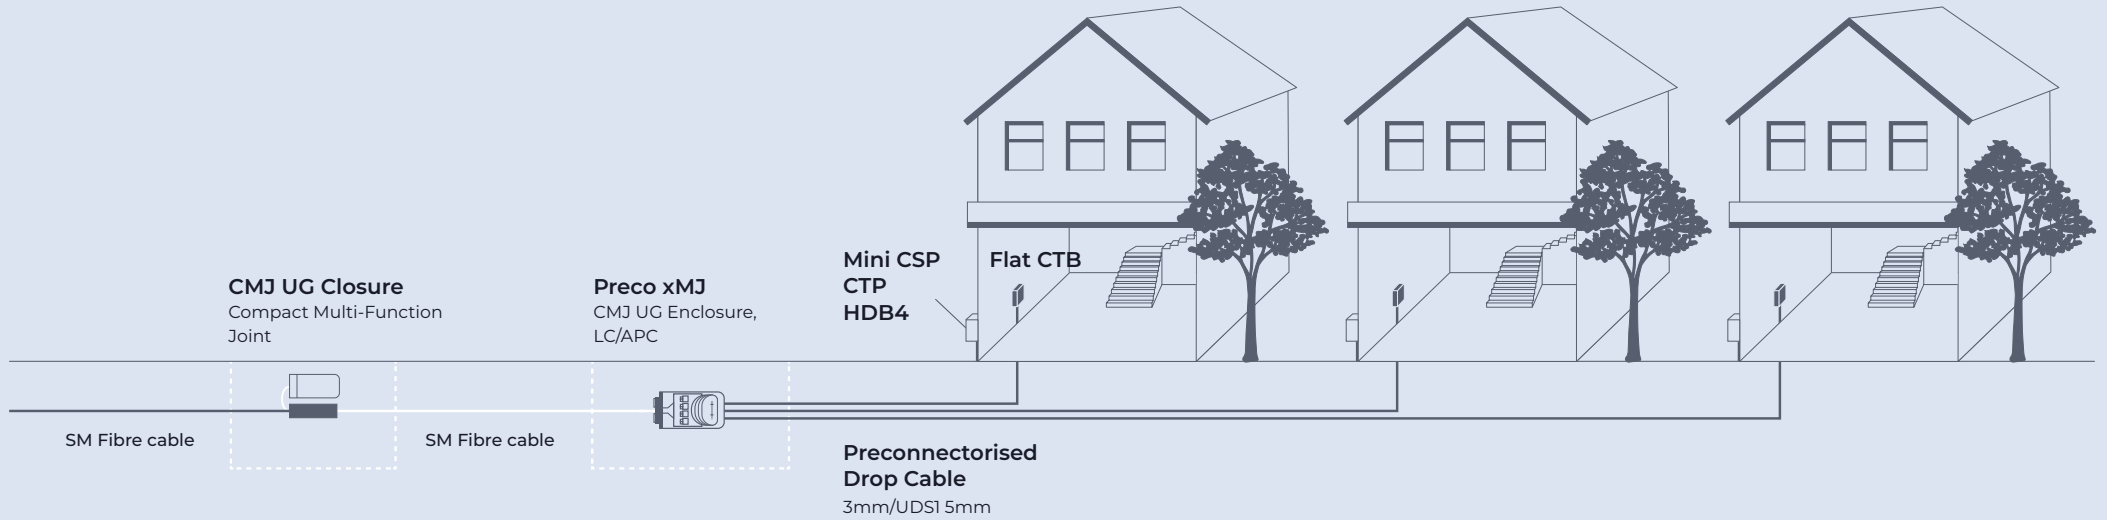 CMJ UG Closure
Compact Multi-Function
Joint
Preco xMJ
CMJ UG Enclosure,
LC/APC
Mini CSP
CTP
HDB4
Flat CTB
SM Fibre cable
SM Fibre cable
Preconnectorised
Drop Cable
3mm/UDS1 5mm